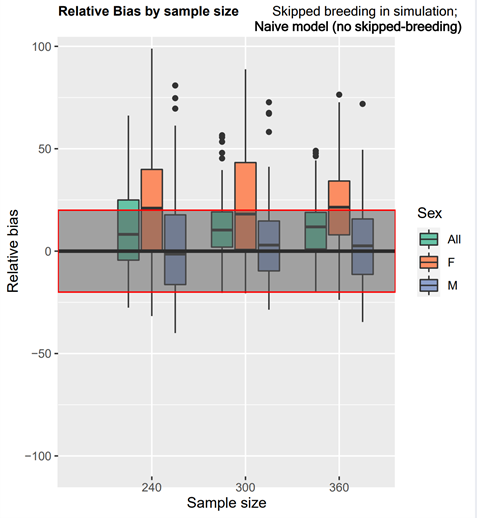 Relative Bias by sample size
Skipped breeding in simulation;
Naive model (no skipped-breeding)
100
50
0
−50
−100
Relative bias
240
300
360
Sample size
Sex
All
F
M